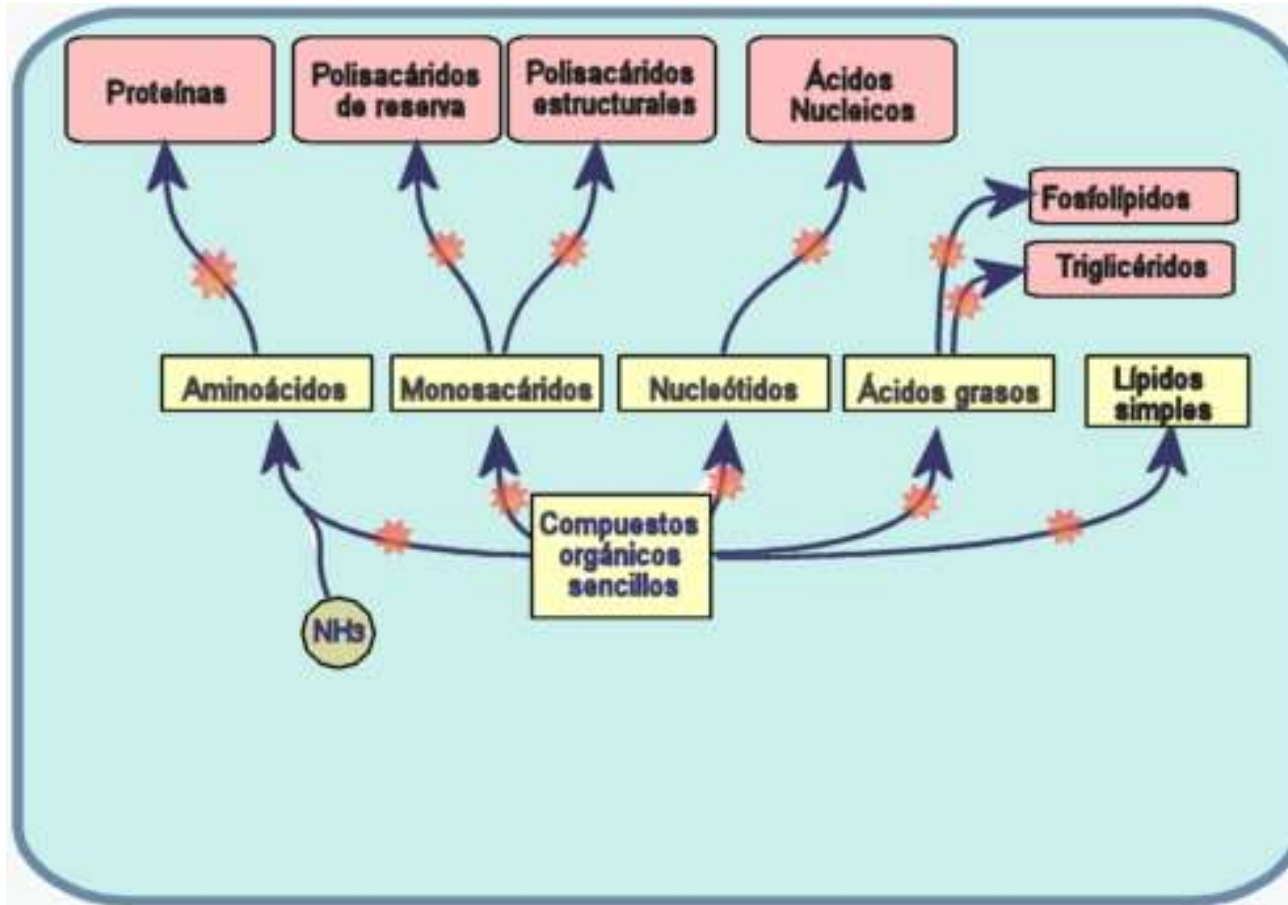 Proteínas
Polisacáridos
de reserva
Polisacáridos
estructurales
Ácidos
Nucleicos
Fosfolípidos
Triglicéridos
Aminoácidos
Monosacáridos
Nucleótidos
Ácidos grasos
Lípidos
simples
Compuestos
orgánicos
sencillos
NH3